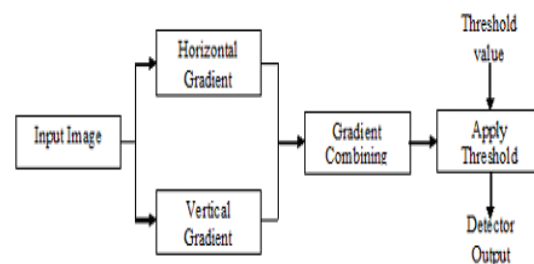 Input Image
Horizontal
Gradient
Vertical
Gradient
Gradient
Combining
Threshold
value
Apply
Threshold
Detector
Output